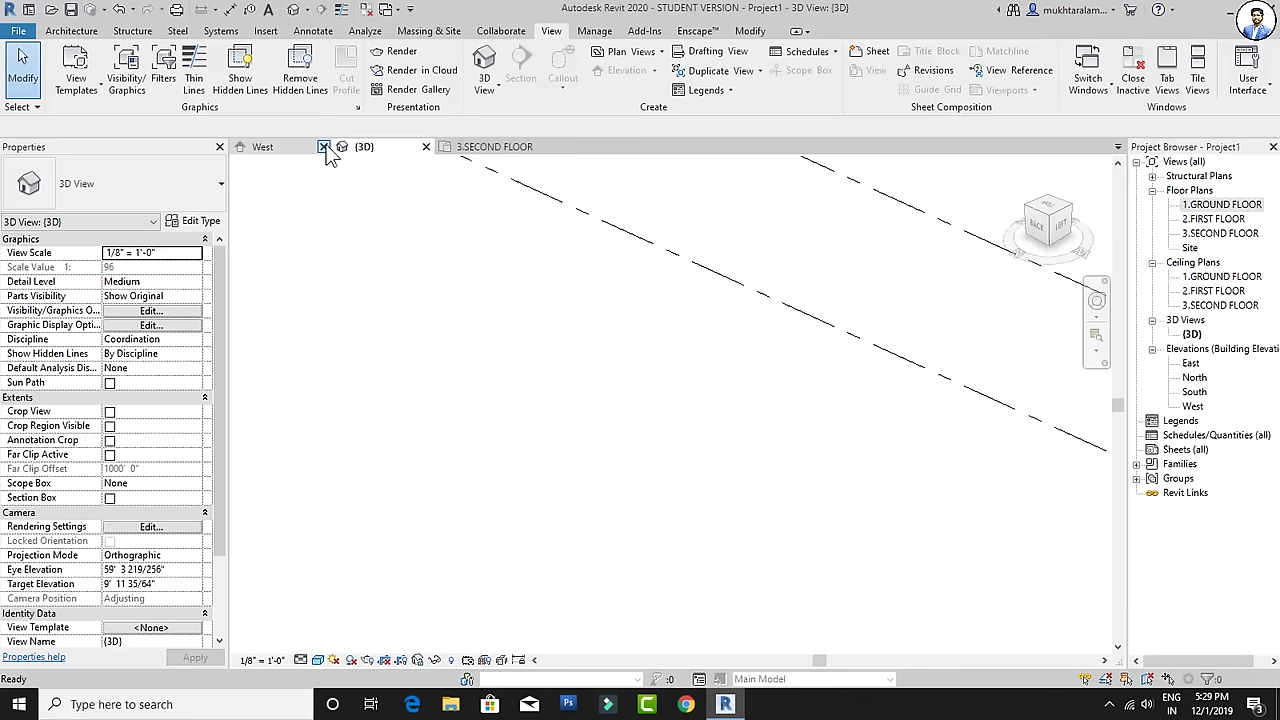 Autodesk Revit 2020 - STUDENT VERSION - Project1 - 3D View: {3D}
mukhtaralam...
File
Architecture
Structure
Steel
Systems
Insert
Annotate
Analyze
Massing & Site
Collaborate
View
Manage
Add-Ins
Enscape™
Modify
Modify
View Templates
Visibility/ Graphics
Filters
Thin Lines
Show Hidden Lines
Remove Hidden Lines
Cut Profile
Render
Render in Cloud
Render Gallery
3D View
Section
Callout
Plan Views
Elevation
Drafting View
Duplicate View
Legends
Schedules
Scope Box
Sheet
View
Title Block
Revisions
Guide Grid
Matchline
View Reference
Viewports
Switch Windows
Close Inactive
Tab Views
Tile Views
User Interface
Select
Graphics
Presentation
Create
Sheet Composition
Windows
Properties
3D View
3D View: {3D}
Edit Type
Graphics
View Scale 1/8" = 1'-0"
Scale Value 1: 96
Detail Level Medium
Parts Visibility Show Original
Visibility/Graphics O... Edit...
Graphic Display Opti... Edit...
Discipline Coordination
Show Hidden Lines By Discipline
Default Analysis Dis... None
Sun Path
Extents
Crop View
Crop Region Visible
Annotation Crop
Far Clip Active
Far Clip Offset 1000' 0"
Scope Box None
Section Box
Camera
Rendering Settings Edit...
Locked Orientation
Projection Mode Orthographic
Eye Elevation 59' 3 219/256"
Target Elevation 9' 11 35/64"
Camera Position Adjusting
Identity Data
View Template <None>
View Name {3D}
Properties help
Apply
West
{3D}
3.SECOND FLOOR
TOP
BACK
LEFT
Project Browser - Project1
Views (all)
Structural Plans
Floor Plans
1.GROUND FLOOR
2.FIRST FLOOR
3.SECOND FLOOR
Site
Ceiling Plans
1.GROUND FLOOR
2.FIRST FLOOR
3.SECOND FLOOR
3D Views
{3D}
Elevations (Building Elevati
East
North
South
West
Legends
Schedules/Quantities (all)
Sheets (all)
Families
Groups
Revit Links
1/8" = 1'-0"
Ready
:0
Main Model
:0
Type here to search
ENG
IN
5:29 PM
12/1/2019